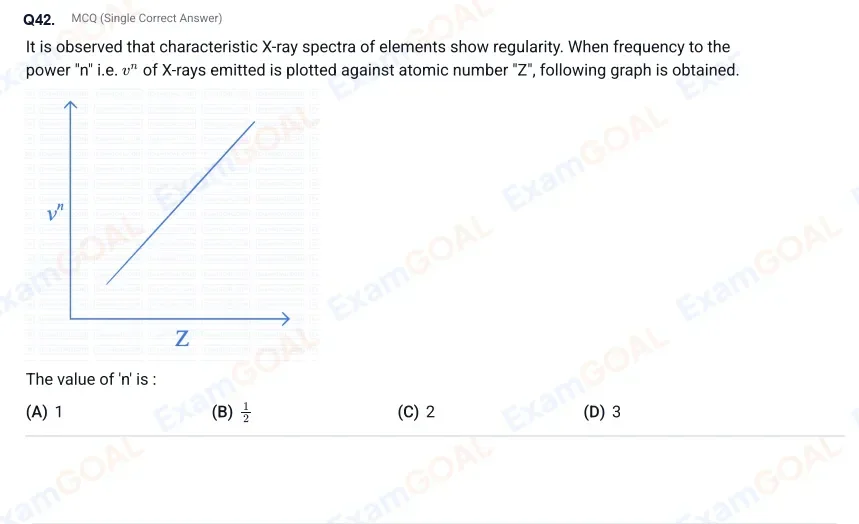 Q42. MCQ (Single Correct Answer)
It is observed that characteristic X-ray spectra of elements show regularity. When frequency to the
power "n" i.e. υⁿ of X-rays emitted is plotted against atomic number "Z", following graph is obtained.
νⁿ
Z
The value of 'n' is :
(A) 1 (B) 1/2 (C) 2 (D) 3
ExamGOAL